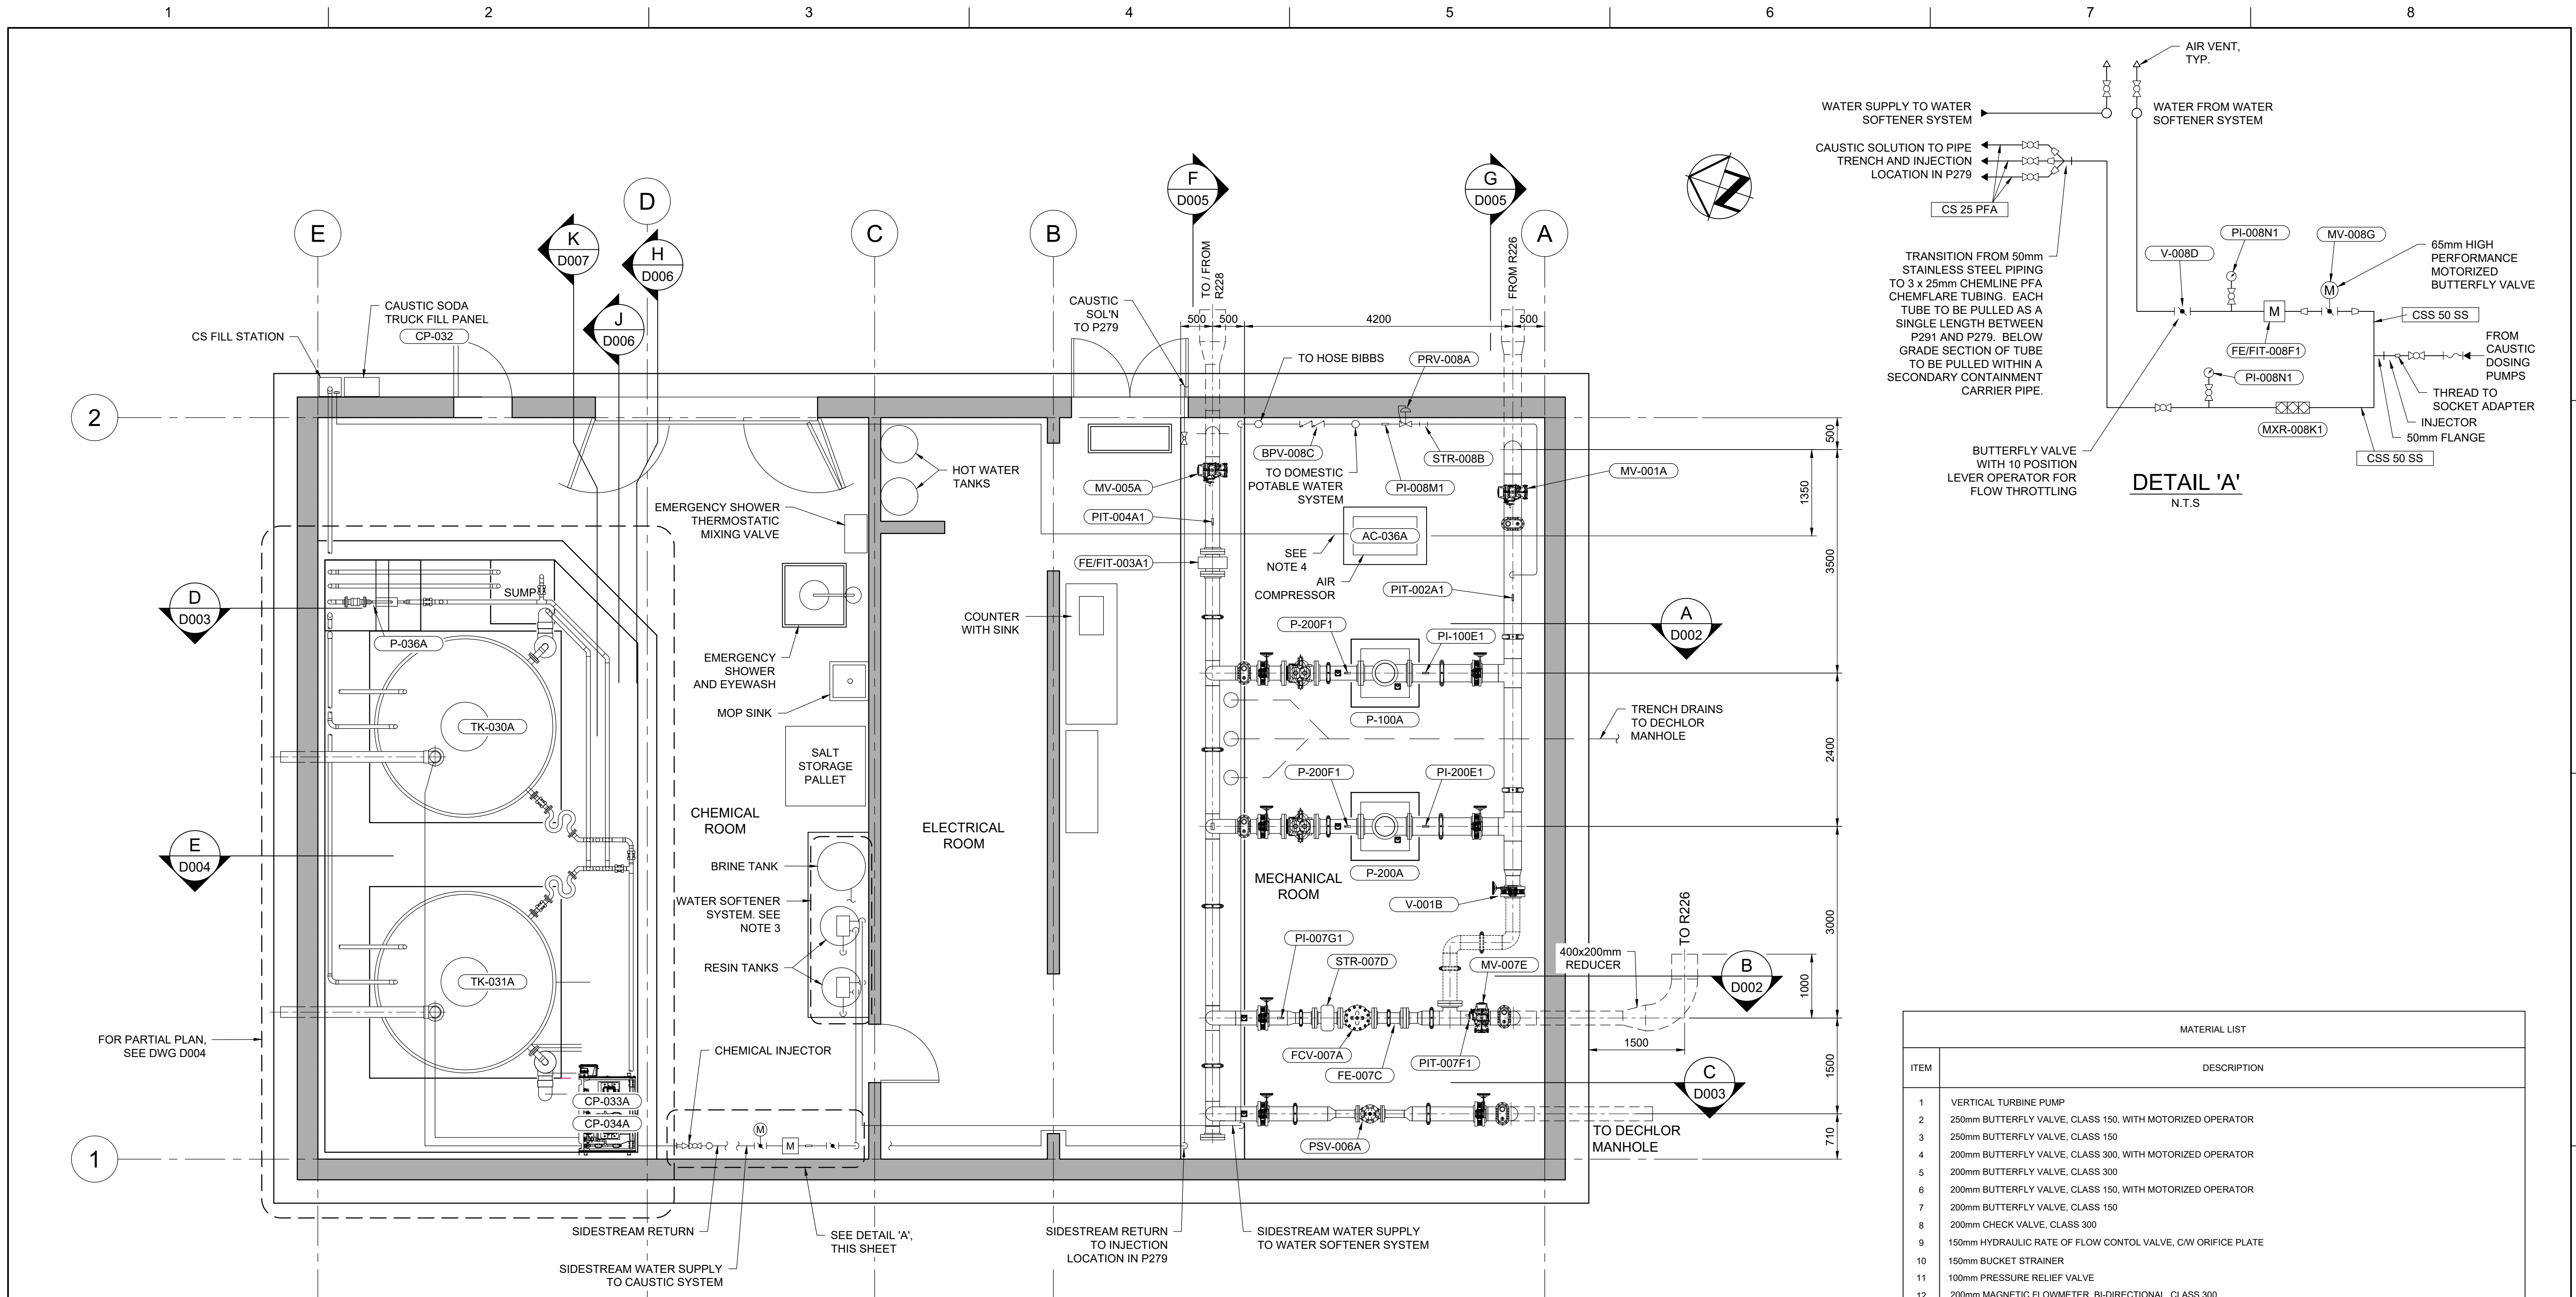 1
2
3
4
5
6
7
8
AIR VENT,
TYP.
WATER SUPPLY TO WATER
SOFTENER SYSTEM
WATER FROM WATER
SOFTENER SYSTEM
CAUSTIC SOLUTION TO PIPE
TRENCH AND INJECTION
LOCATION IN P279
CS 25 PFA
TRANSITION FROM 50mm
STAINLESS STEEL PIPING
TO 3 x 25mm CHEMLINE PFA
CHEMFLARE TUBING. EACH
TUBE TO BE PULLED AS A
SINGLE LENGTH BETWEEN
P291 AND P279. BELOW
GRADE SECTION OF TUBE
TO BE PULLED WITHIN A
SECONDARY CONTAINMENT
CARRIER PIPE.
V-008D
PI-008N1
MV-008G
65mm HIGH
PERFORMANCE
MOTORIZED
BUTTERFLY VALVE
M
M
CSS 50 SS
FE/FIT-008F1
FROM
CAUSTIC
DOSING
PUMPS
PI-008N1
THREAD TO
SOCKET ADAPTER
INJECTOR
50mm FLANGE
MXR-008K1
CSS 50 SS
BUTTERFLY VALVE
WITH 10 POSITION
LEVER OPERATOR FOR
FLOW THROTTLING
DETAIL 'A'
N.T.S
E
K
D007
D
H
D006
J
D006
C
B
F
D005
G
D005
A
Z
TO / FROM
R228
FROM R226
CAUSTIC
SOL'N
TO P279
500
500
4200
500
CAUSTIC SODA
TRUCK FILL PANEL
CP-032
CS FILL STATION
TO HOSE BIBBS
PRV-008A
2
BPV-008C
STR-008B
TO DOMESTIC
POTABLE WATER
SYSTEM
PI-008M1
MV-001A
500
1350
3500
HOT WATER
TANKS
MV-005A
PIT-004A1
FE/FIT-003A1
EMERGENCY SHOWER
THERMOSTATIC
MIXING VALVE
SEE
NOTE 4
AC-036A
AIR
COMPRESSOR
PIT-002A1
D
D003
SUMP
P-036A
COUNTER
WITH SINK
A
D002
P-200F1
PI-100E1
P-100A
EMERGENCY
SHOWER
AND EYEWASH
MOP SINK
TK-030A
SALT
STORAGE
PALLET
TRENCH DRAINS
TO DECHLOR
MANHOLE
2400
P-200F1
PI-200E1
P-200A
CHEMICAL
ROOM
ELECTRICAL
ROOM
MECHANICAL
ROOM
E
D004
BRINE TANK
WATER SOFTENER
SYSTEM. SEE
NOTE 3
RESIN TANKS
V-001B
3000
TO R226
TK-031A
PI-007G1
STR-007D
MV-007E
400x200mm
REDUCER
B
D002
1000
FCV-007A
FE-007C
PIT-007F1
1500
1500
FOR PARTIAL PLAN,
SEE DWG D004
CHEMICAL INJECTOR
CP-033A
CP-034A
M
M
C
D003
PSV-006A
TO DECHLOR
MANHOLE
710
1
SIDESTREAM RETURN
SEE DETAIL 'A',
THIS SHEET
SIDESTREAM WATER SUPPLY
TO CAUSTIC SYSTEM
SIDESTREAM RETURN
TO INJECTION
LOCATION IN P279
SIDESTREAM WATER SUPPLY
TO WATER SOFTENER SYSTEM
MATERIAL LIST
ITEM DESCRIPTION
1 VERTICAL TURBINE PUMP
2 250mm BUTTERFLY VALVE, CLASS 150, WITH MOTORIZED OPERATOR
3 250mm BUTTERFLY VALVE, CLASS 150
4 200mm BUTTERFLY VALVE, CLASS 300, WITH MOTORIZED OPERATOR
5 200mm BUTTERFLY VALVE, CLASS 300
6 200mm BUTTERFLY VALVE, CLASS 150, WITH MOTORIZED OPERATOR
7 200mm BUTTERFLY VALVE, CLASS 150
8 200mm CHECK VALVE, CLASS 300
9 150mm HYDRAULIC RATE OF FLOW CONTOL VALVE, C/W ORIFICE PLATE
10 150mm BUCKET STRAINER
11 100mm PRESSURE RELIEF VALVE
12 200mm MAGNETIC FLOWMETER, BI-DIRECTIONAL, CLASS 300